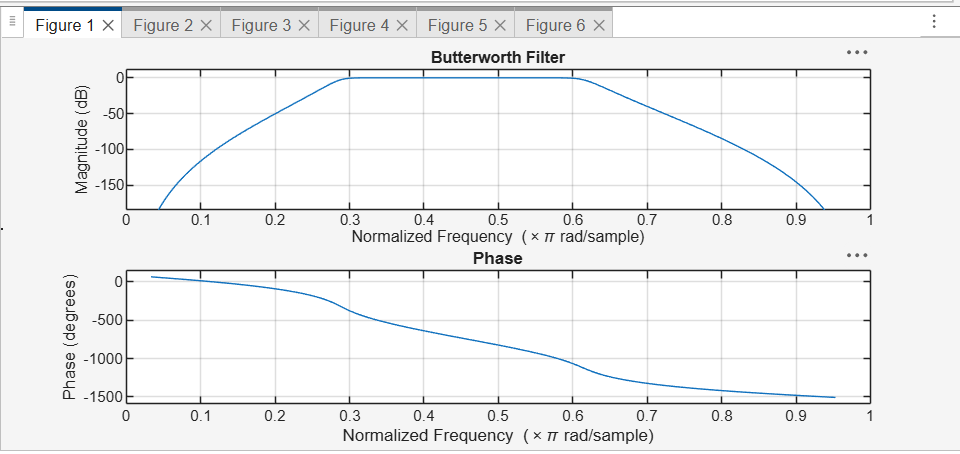 Figure 1 × Figure 2 × Figure 3 × Figure 4 × Figure 5 × Figure 6 ×
Butterworth Filter
Magnitude (dB)
0
-50
-100
-150
0 0.1 0.2 0.3 0.4 0.5 0.6 0.7 0.8 0.9 1
Normalized Frequency (× π rad/sample)
Phase
Phase (degrees)
0
-500
-1000
-1500
0 0.1 0.2 0.3 0.4 0.5 0.6 0.7 0.8 0.9 1
Normalized Frequency (× π rad/sample)